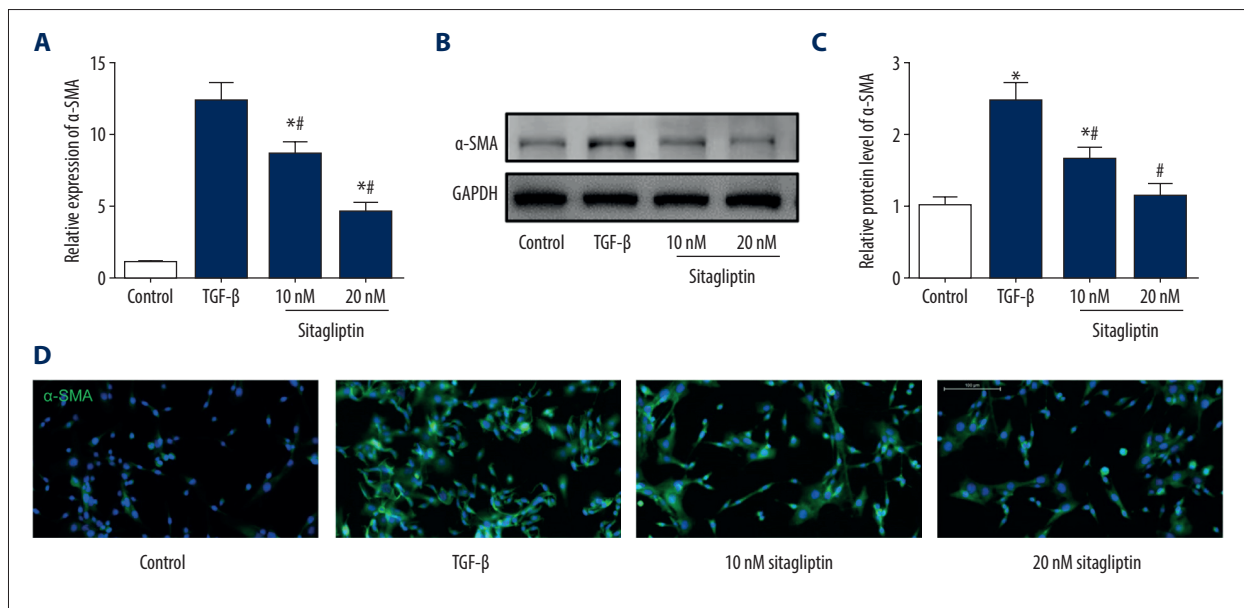 A
Relative expression of α-SMA
15
10
5
0
*#
*#
Control TGF-β 10 nM 20 nM
Sitagliptin
B
α-SMA
GAPDH
Control TGF-β 10 nM 20 nM
Sitagliptin
C
Relative protein level of α-SMA
3
2
1
0
*
*#
#
Control TGF-β 10 nM 20 nM
Sitagliptin
D
α-SMA
100 μm
Control TGF-β 10 nM sitagliptin 20 nM sitagliptin